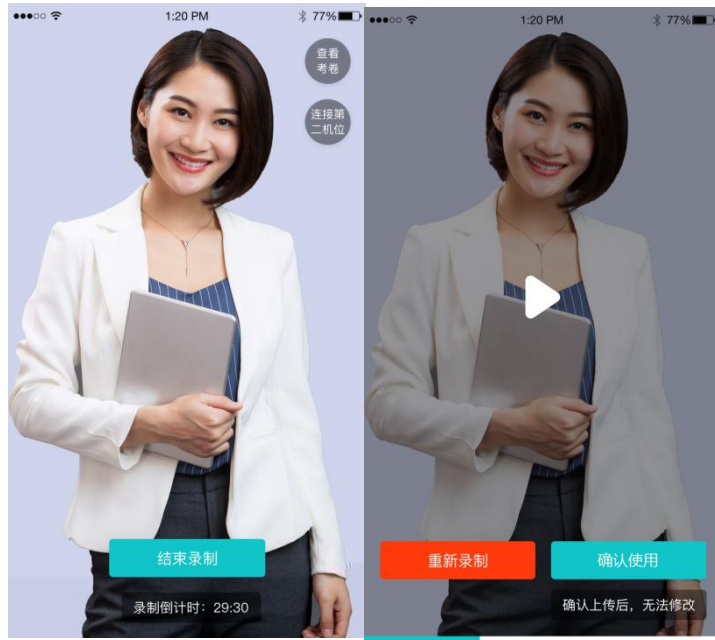 1:20 PM
77%
查看
考卷
连接第
二机位
结束录制
录制倒计时：29:30
1:20 PM
77%
重新录制
确认使用
确认上传后，无法修改